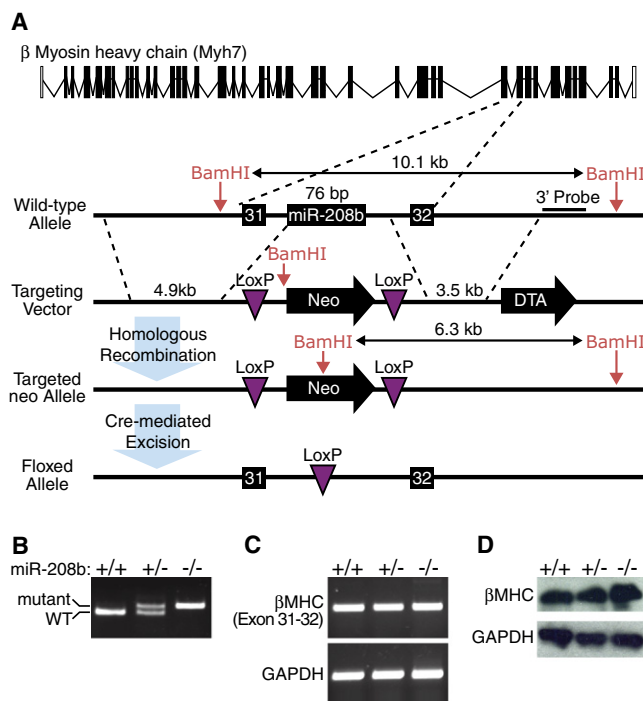 A
β Myosin heavy chain (Myh7)
10.1 kb
BamHI
76 bp
BamHI
3' Probe
Wild-type
Allele
31
miR-208b
32
BamHI
4.9kb
LoxP
LoxP
3.5 kb
Targeting
Vector
Neo
DTA
Homologous
Recombination
6.3 kb
BamHI
BamHI
LoxP
LoxP
Targeted
neo Allele
Neo
Cre-mediated
Excision
LoxP
Floxed
Allele
31
32
B
miR-208b: +/+ +/- -/-
mutant
WT
C
+/+ +/- -/-
βMHC
(Exon 31-32)
GAPDH
D
+/+ +/- -/-
βMHC
GAPDH